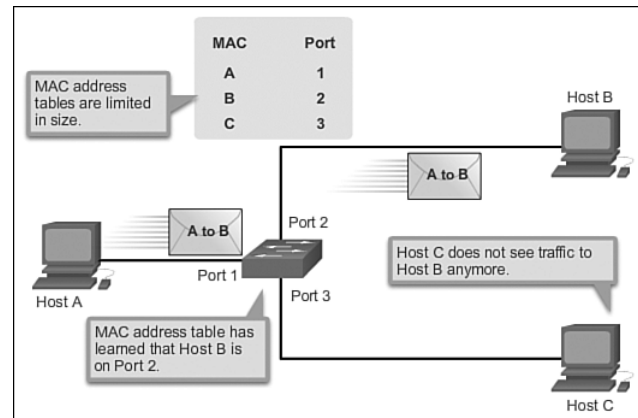 MAC Port
A 1
B 2
C 3
MAC address
tables are limited
in size.
Host B
A to B
A to B
Port 2
Port 1
Host A
Port 3
Host C does not see traffic to
Host B anymore.
MAC address table has
learned that Host B is
on Port 2.
Host C